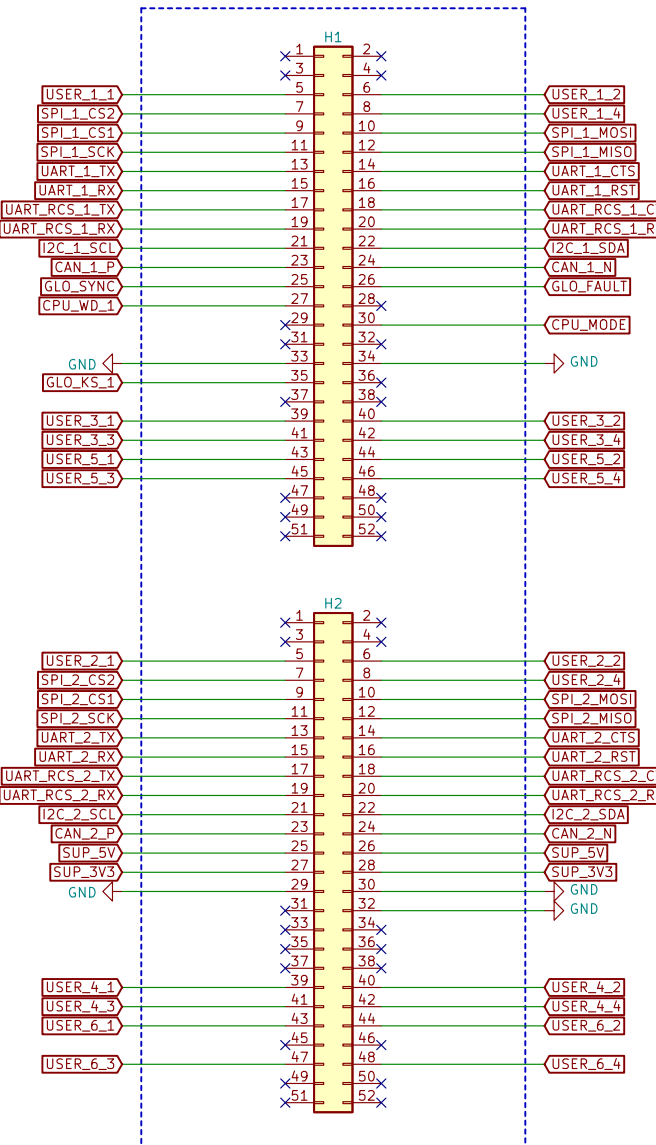 H1
1 2
3 4
USER_1_1 5 6 USER_1_2
SPI_1_CS2 7 8 USER_1_4
SPI_1_CS1 9 10 SPI_1_MOSI
SPI_1_SCK 11 12 SPI_1_MISO
UART_1_TX 13 14 UART_1_CTS
UART_1_RX 15 16 UART_1_RST
UART_RCS_1_TX 17 18 UART_RCS_1_C
UART_RCS_1_RX 19 20 UART_RCS_1_R
I2C_1_SCL 21 22 I2C_1_SDA
CAN_1_P 23 24 CAN_1_N
GLO_SYNC 25 26 GLO_FAULT
CPU_WD_1 27 28
29 30 CPU_MODE
31 32
GND 33 34 GND
GLO_KS_1 35 36
37 38
USER_3_1 39 40 USER_3_2
USER_3_3 41 42 USER_3_4
USER_5_1 43 44 USER_5_2
USER_5_3 45 46 USER_5_4
47 48
49 50
51 52
H2
1 2
3 4
USER_2_1 5 6 USER_2_2
SPI_2_CS2 7 8 USER_2_4
SPI_2_CS1 9 10 SPI_2_MOSI
SPI_2_SCK 11 12 SPI_2_MISO
UART_2_TX 13 14 UART_2_CTS
UART_2_RX 15 16 UART_2_RST
UART_RCS_2_TX 17 18 UART_RCS_2_C
UART_RCS_2_RX 19 20 UART_RCS_2_R
I2C_2_SCL 21 22 I2C_2_SDA
CAN_2_P 23 24 CAN_2_N
SUP_5V 25 26 SUP_5V
SUP_3V3 27 28 SUP_3V3
GND 29 30 GND
31 32 GND
33 34
35 36
37 38
USER_4_1 39 40 USER_4_2
USER_4_3 41 42 USER_4_4
USER_6_1 43 44 USER_6_2
45 46
USER_6_3 47 48 USER_6_4
49 50
51 52